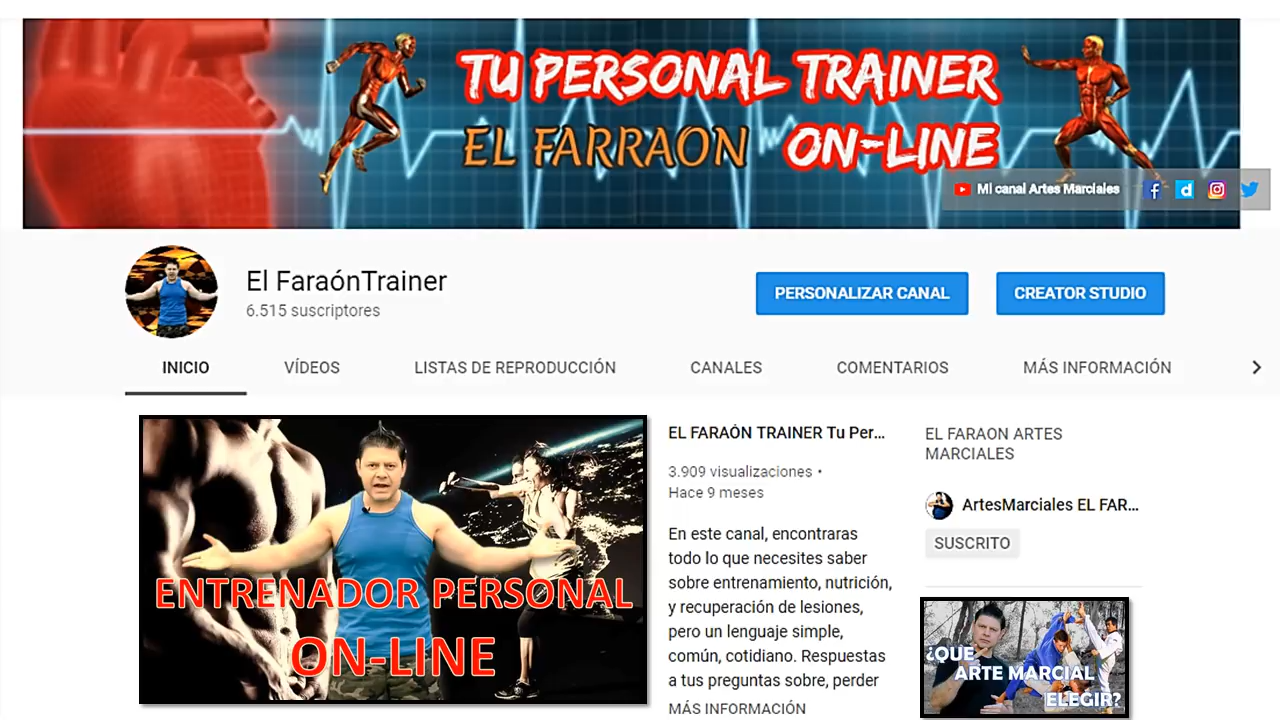 TU PERSONAL TRAINER
EL FARRAON ON-LINE
Mi canal Artes Marciales
El FaraónTrainer
6.515 suscriptores
PERSONALIZAR CANAL
CREATOR STUDIO
INICIO
VÍDEOS
LISTAS DE REPRODUCCIÓN
CANALES
COMENTARIOS
MÁS INFORMACIÓN
ENTRENADOR PERSONAL
ON-LINE
EL FARAÓN TRAINER Tu Per...
3.909 visualizaciones •
Hace 9 meses
En este canal, encontraras
todo lo que necesites saber
sobre entrenamiento, nutrición,
y recuperación de lesiones,
pero un lenguaje simple,
común, cotidiano. Respuestas
a tus preguntas sobre, perder
MÁS INFORMACIÓN
EL FARAON ARTES
MARCIALES
ArtesMarciales EL FAR...
SUSCRITO
¿QUE
ARTE MARCIAL
ELEGIR?